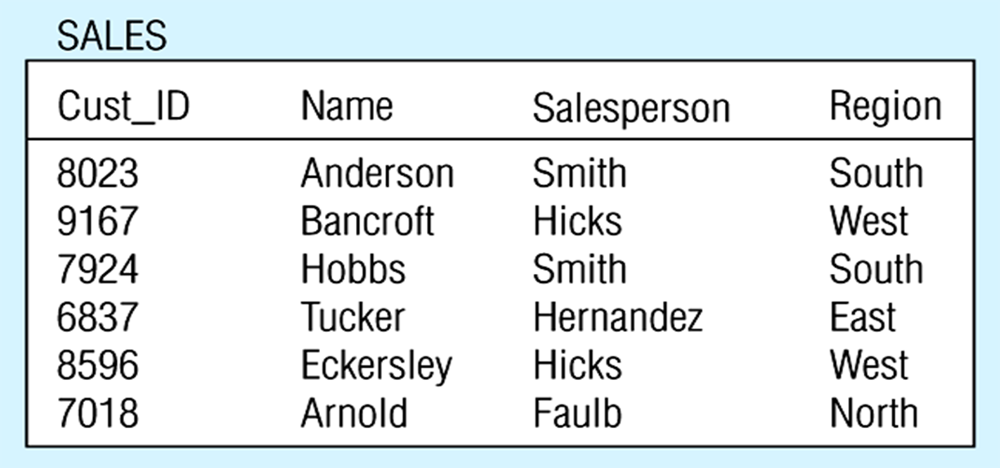 SALES
Cust_ID Name Salesperson Region
8023 Anderson Smith South
9167 Bancroft Hicks West
7924 Hobbs Smith South
6837 Tucker Hernandez East
8596 Eckersley Hicks West
7018 Arnold Faulb North